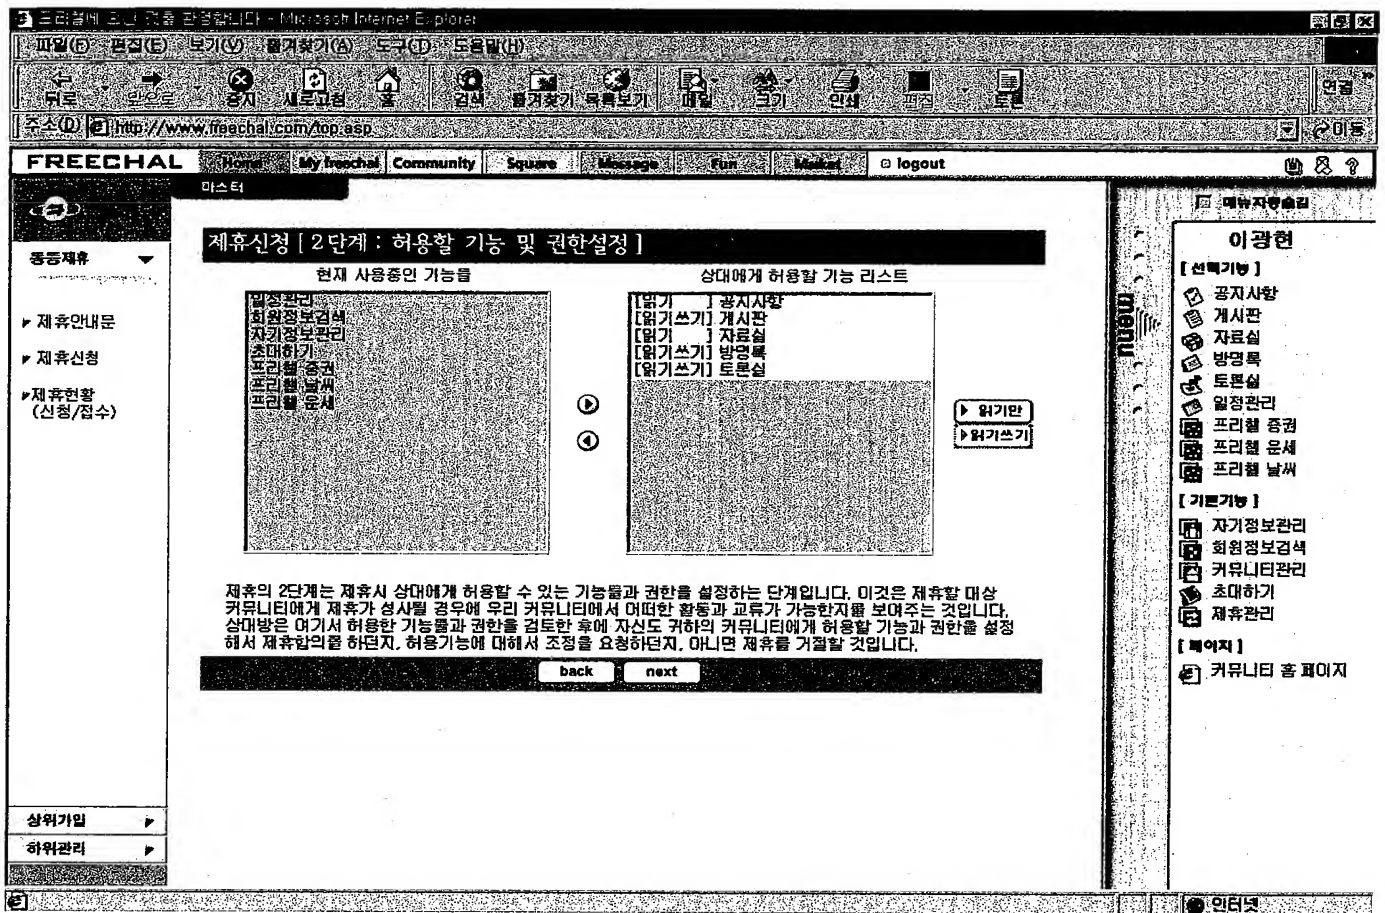 프리챌에 오신 것을 환영합니다 - Microsoft Internet Explorer
파일(F) 편집(E) 보기(V) 즐겨찾기(A) 도구(T) 도움말(H)
뒤로 앞으로 중지 새로고침 홈 검색 즐겨찾기 목록보기 메일 크기 인쇄 편집 토론 연결
주소(D) http://www.freechal.com/top.asp 이동
FREECHAL Home My freechal Community Square Message Fun Market logout
마스터
메뉴자동숨김
동등제휴
제휴안내문
제휴신청
제휴현황
(신청/접수)
상위가입
하위관리
제휴신청 [ 2단계 : 허용할 기능 및 권한설정 ]
현재 사용중인 기능들
일정관리
회원정보검색
자기정보관리
초대하기
프리챌 증권
프리챌 날씨
프리챌 운세
상대에게 허용할 기능 리스트
[읽기 ] 공지사항
[읽기쓰기] 게시판
[읽기 ] 자료실
[읽기쓰기] 방명록
[읽기쓰기] 토론실
읽기만
읽기쓰기
제휴의 2단계는 제휴시 상대에게 허용할 수 있는 기능들과 권한을 설정하는 단계입니다. 이것은 제휴할 대상
커뮤니티에게 제휴가 성사될 경우에 우리 커뮤니티에서 어떠한 활동과 교류가 가능한지를 보여주는 것입니다.
상대방은 여기서 허용한 기능들과 권한을 검토한 후에 자신도 귀하의 커뮤니티에게 허용할 기능과 권한을 설정
해서 제휴합의를 하던지, 허용기능에 대해서 조정을 요청하던지, 아니면 제휴를 거절할 것입니다.
back next
menu
이광현
[ 선택기능 ]
공지사항
게시판
자료실
방명록
토론실
일정관리
프리챌 증권
프리챌 운세
프리챌 날씨
[ 기본기능 ]
자기정보관리
회원정보검색
커뮤니티관리
초대하기
제휴관리
[ 페이지 ]
커뮤니티 홈 페이지
인터넷